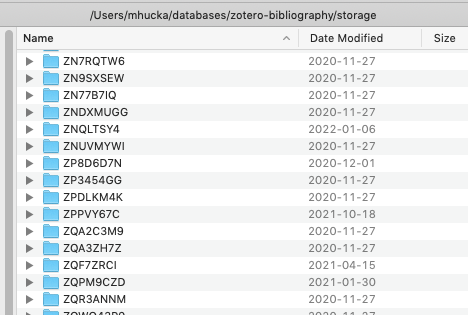 /Users/mhucka/databases/zotero-bibliography/storage
Name Date Modified Size
ZN7RQTW6 2020-11-27
ZN9SXSEW 2020-11-27
ZN77B7IQ 2020-11-27
ZNDXMUGG 2020-11-27
ZNQLTSY4 2022-01-06
ZNUVMYWI 2020-11-27
ZP8D6D7N 2020-12-01
ZP3454GG 2020-11-27
ZPDLKM4K 2020-11-27
ZPPVY67C 2021-10-18
ZQA2C3M9 2020-11-27
ZQA3ZH7Z 2020-11-27
ZQF7ZRCI 2021-04-15
ZQPM9CZD 2021-01-30
ZQR3ANNM 2020-11-27